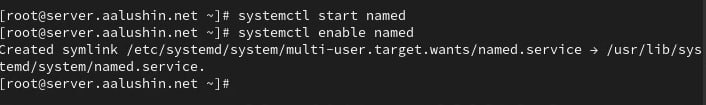 [root@server.aalushin.net ~]# systemctl start named
[root@server.aalushin.net ~]# systemctl enable named
Created symlink /etc/systemd/system/multi-user.target.wants/named.service → /usr/lib/sys
temd/system/named.service.
[root@server.aalushin.net ~]#